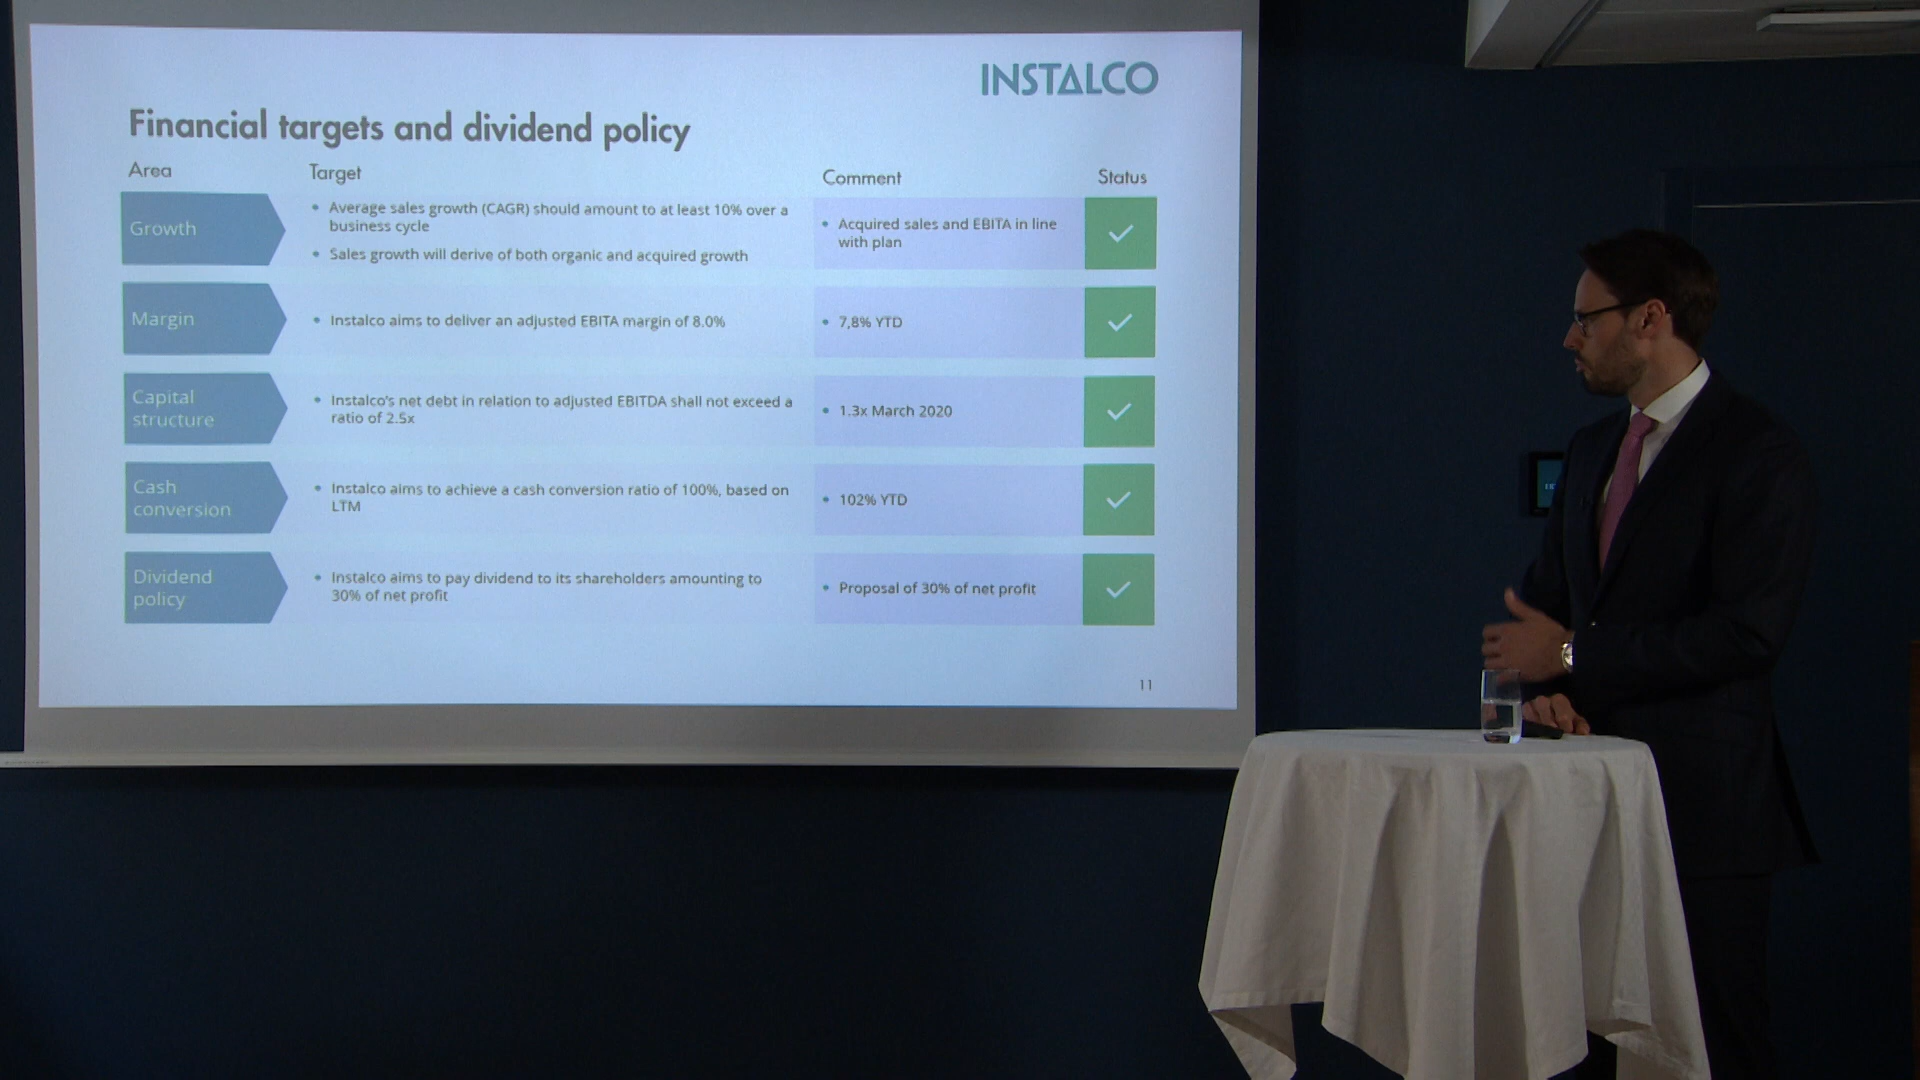 INSTALCO
Financial targets and dividend policy
Area
Target
Comment
Status
Growth
• Average sales growth (CAGR) should amount to at least 10% over a
business cycle
• Sales growth will derive of both organic and acquired growth
• Acquired sales and EBITA in line
with plan
Margin
• Instalco aims to deliver an adjusted EBITA margin of 8.0%
• 7,8% YTD
Capital
structure
• Instalco's net debt in relation to adjusted EBITDA shall not exceed a
ratio of 2.5x
• 1.3x March 2020
Cash
conversion
• Instalco aims to achieve a cash conversion ratio of 100%, based on
LTM
• 102% YTD
Dividend
policy
• Instalco aims to pay dividend to its shareholders amounting to
30% of net profit
• Proposal of 30% of net profit
11